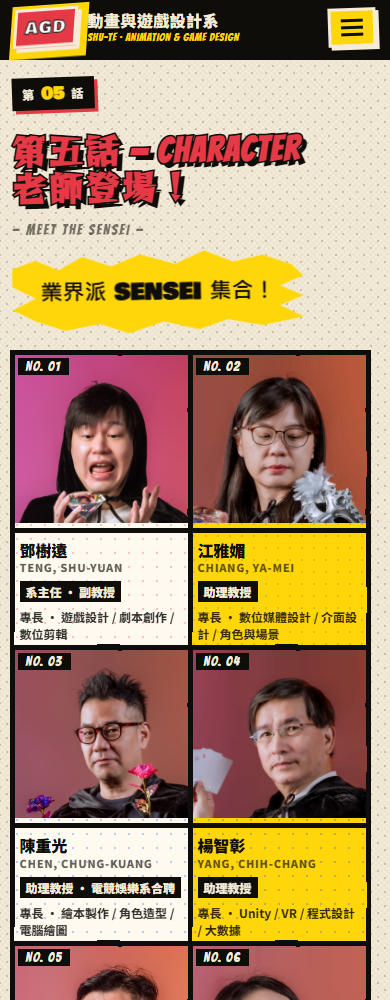 AGD
動畫與遊戲設計系
SHU-TE · ANIMATION & GAME DESIGN
第 05 話
第五話 – CHARACTER
老師登場！
– MEET THE SENSEI –
業界派 SENSEI 集合！
NO. 01
NO. 02
鄧樹遠
TENG, SHU-YUAN
系主任 · 副教授
專長 · 遊戲設計 / 劇本創作 /
數位剪輯
江雅媚
CHIANG, YA-MEI
助理教授
專長 · 數位媒體設計 / 介面設
計 / 角色與場景
NO. 03
NO. 04
陳重光
CHEN, CHUNG-KUANG
助理教授 · 電競娛樂系合聘
專長 · 繪本製作 / 角色造型 /
電腦繪圖
楊智彰
YANG, CHIH-CHANG
助理教授
專長 · Unity / VR / 程式設計
/ 大數據
NO. 05
NO. 06